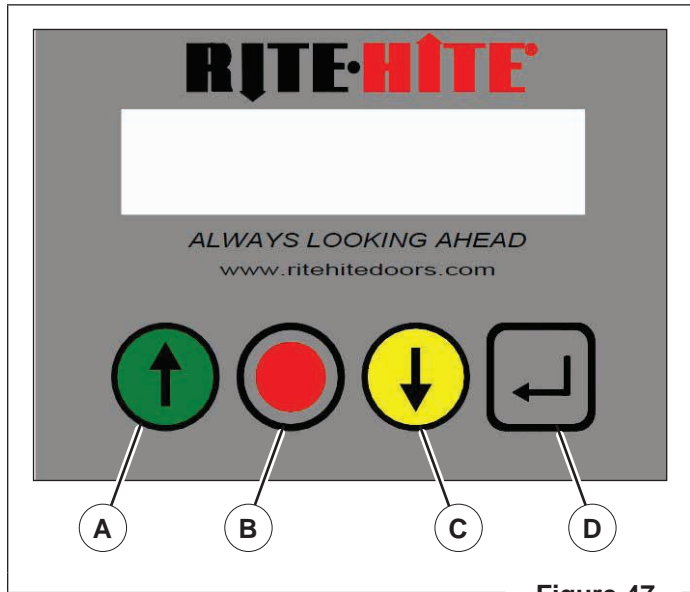 RITE·HITE®
ALWAYS LOOKING AHEAD
www.ritehitedoors.com
A B C D
Figure 47